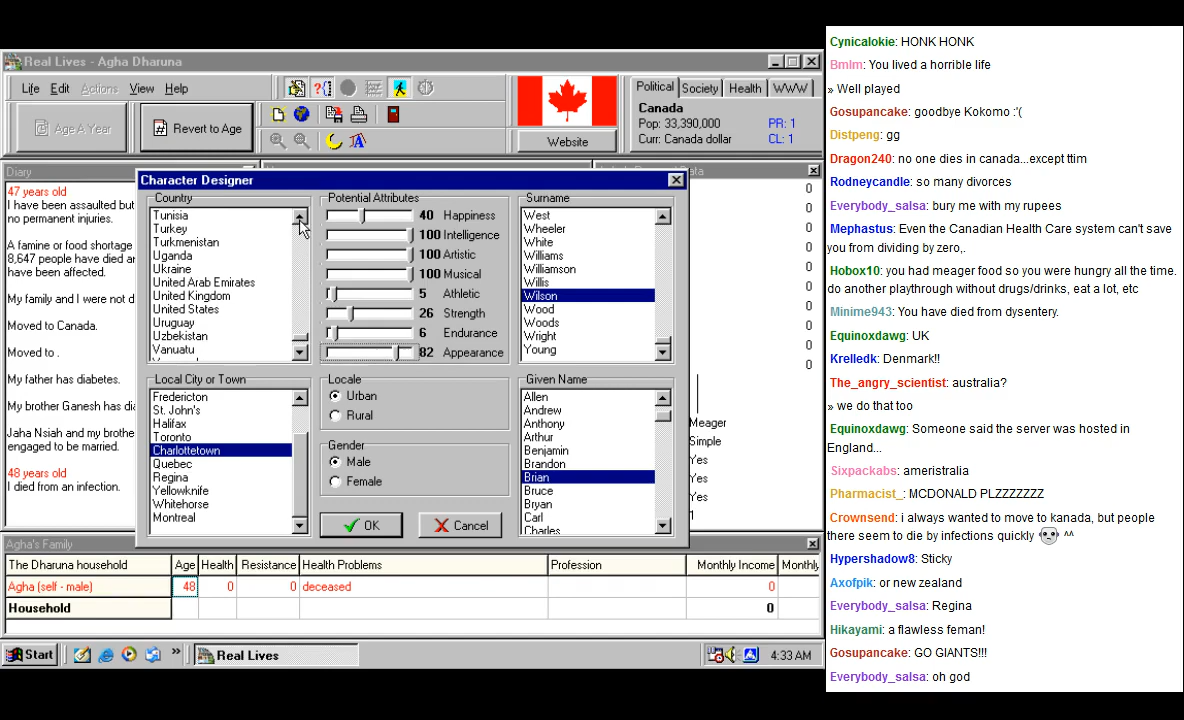 Real Lives - Agha Dharuna
Life Edit Actions View Help
Age A Year
Revert to Age
Website
Political Society Health WWW
Canada
Pop: 33,390,000 PR: 1
Curr: Canada dollar CL: 1
Diary
47 years old
I have been assaulted but
no permanent injuries.
A famine or food shortage
8,647 people have died a
have been affected.
My family and I were not d
Moved to Canada.
Moved to .
My father has diabetes.
My brother Ganesh has di
Jaha Nsiah and my brothe
engaged to be married.
48 years old
I died from an infection.
Character Designer
Country
Tunisia
Turkey
Turkmenistan
Uganda
Ukraine
United Arab Emirates
United Kingdom
United States
Uruguay
Uzbekistan
Vanuatu
Potential Attributes
40 Happiness
100 Intelligence
100 Artistic
100 Musical
5 Athletic
26 Strength
6 Endurance
82 Appearance
Surname
West
Wheeler
White
Williams
Williamson
Willis
Wilson
Wood
Woods
Wright
Young
Local City or Town
Fredericton
St. John's
Halifax
Toronto
Charlottetown
Quebec
Regina
Yellowknife
Whitehorse
Montreal
Locale
Urban
Rural
Gender
Male
Female
OK
Cancel
Given Name
Allen
Andrew
Anthony
Arthur
Benjamin
Brandon
Brian
Bruce
Bryan
Carl
Charles
0
0
0
0
0
0
0
0
0
0
Meager
Simple
Yes
Yes
Yes
1
Agha's Family
The Dharuna household Age Health Resistance Health Problems Profession Monthly Income Monthly
Agha (self - male) 48 0 0 deceased 0
Household 0
Start
Real Lives
4:33 AM
Cynicalokie: HONK HONK
Bmlm: You lived a horrible life
» Well played
Gosupancake: goodbye Kokomo :'(
Distpeng: gg
Dragon240: no one dies in canada...except ttim
Rodneycandle: so many divorces
Everybody_salsa: bury me with my rupees
Mephastus: Even the Canadian Health Care system can't save
you from dividing by zero,.
Hobox10: you had meager food so you were hungry all the time.
do another playthrough without drugs/drinks, eat a lot, etc
Minime943: You have died from dysentery.
Equinoxdawg: UK
Krelledk: Denmark!!
The_angry_scientist: australia?
» we do that too
Equinoxdawg: Someone said the server was hosted in
England...
Sixpackabs: ameristralia
Pharmacist_: MCDONALD PLZZZZZZ
Crownsend: i always wanted to move to kanada, but people
there seem to die by infections quickly ^^
Hypershadow8: Sticky
Axofpik: or new zealand
Everybody_salsa: Regina
Hikayami: a flawless feman!
Gosupancake: GO GIANTS!!!
Everybody_salsa: oh god